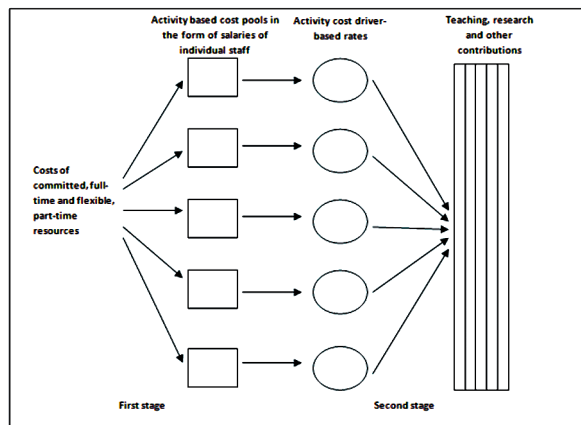 Activity based cost pools in
the form of salaries of
individual staff
Activity cost driver-
based rates
Teaching, research
and other
contributions
Costs of
committed, full-
time and flexible,
part-time
resources
First stage
Second stage